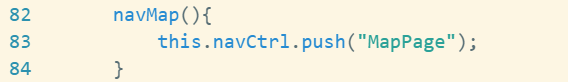 82 navMap(){
83 this.navCtrl.push("MapPage");
84 }